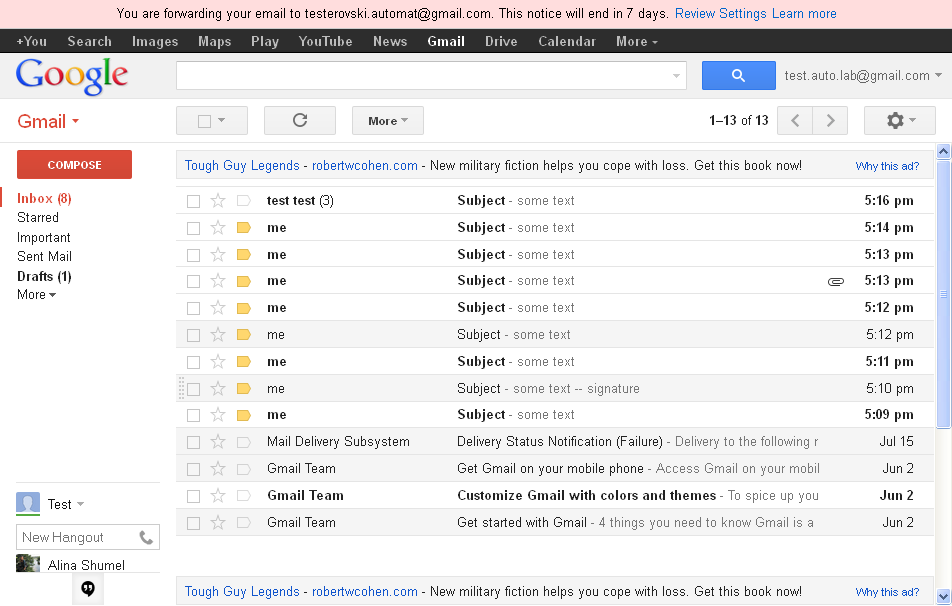 You are forwarding your email to testerovski.automat@gmail.com. This notice will end in 7 days. Review Settings Learn more
+You Search Images Maps Play YouTube News Gmail Drive Calendar More
Google test.auto.lab@gmail.com
Gmail More 1–13 of 13
COMPOSE
Inbox (8)
Starred
Important
Sent Mail
Drafts (1)
More
Tough Guy Legends - robertwcohen.com - New military fiction helps you cope with loss. Get this book now! Why this ad?
test test (3) Subject - some text 5:16 pm
me Subject - some text 5:14 pm
me Subject - some text 5:13 pm
me Subject - some text 5:13 pm
me Subject - some text 5:12 pm
me Subject - some text 5:12 pm
me Subject - some text 5:11 pm
me Subject - some text -- signature 5:10 pm
me Subject - some text 5:09 pm
Mail Delivery Subsystem Delivery Status Notification (Failure) - Delivery to the following r Jul 15
Gmail Team Get Gmail on your mobile phone - Access Gmail on your mobil Jun 2
Gmail Team Customize Gmail with colors and themes - To spice up you Jun 2
Gmail Team Get started with Gmail - 4 things you need to know Gmail is a Jun 2
Test
New Hangout
Alina Shumel
Tough Guy Legends - robertwcohen.com - New military fiction helps you cope with loss. Get this book now! Why this ad?